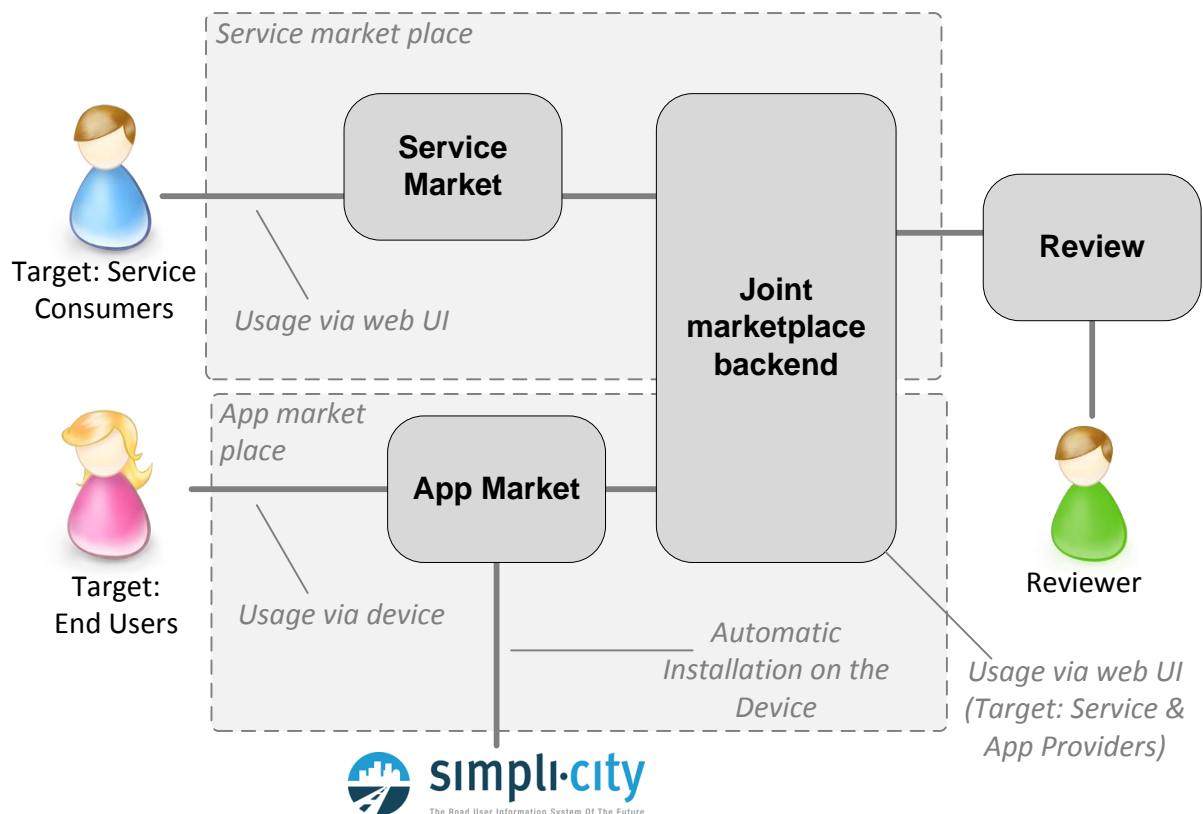 Service market place
Service
Market
Target: Service
Consumers
Usage via web UI
Joint
marketplace
backend
Review
App market
place
App Market
Target:
End Users
Usage via device
Reviewer
Automatic
Installation on the
Device
Usage via web UI
(Target: Service &
App Providers)
sımplı·cıty
The Road User Information System Of The Future